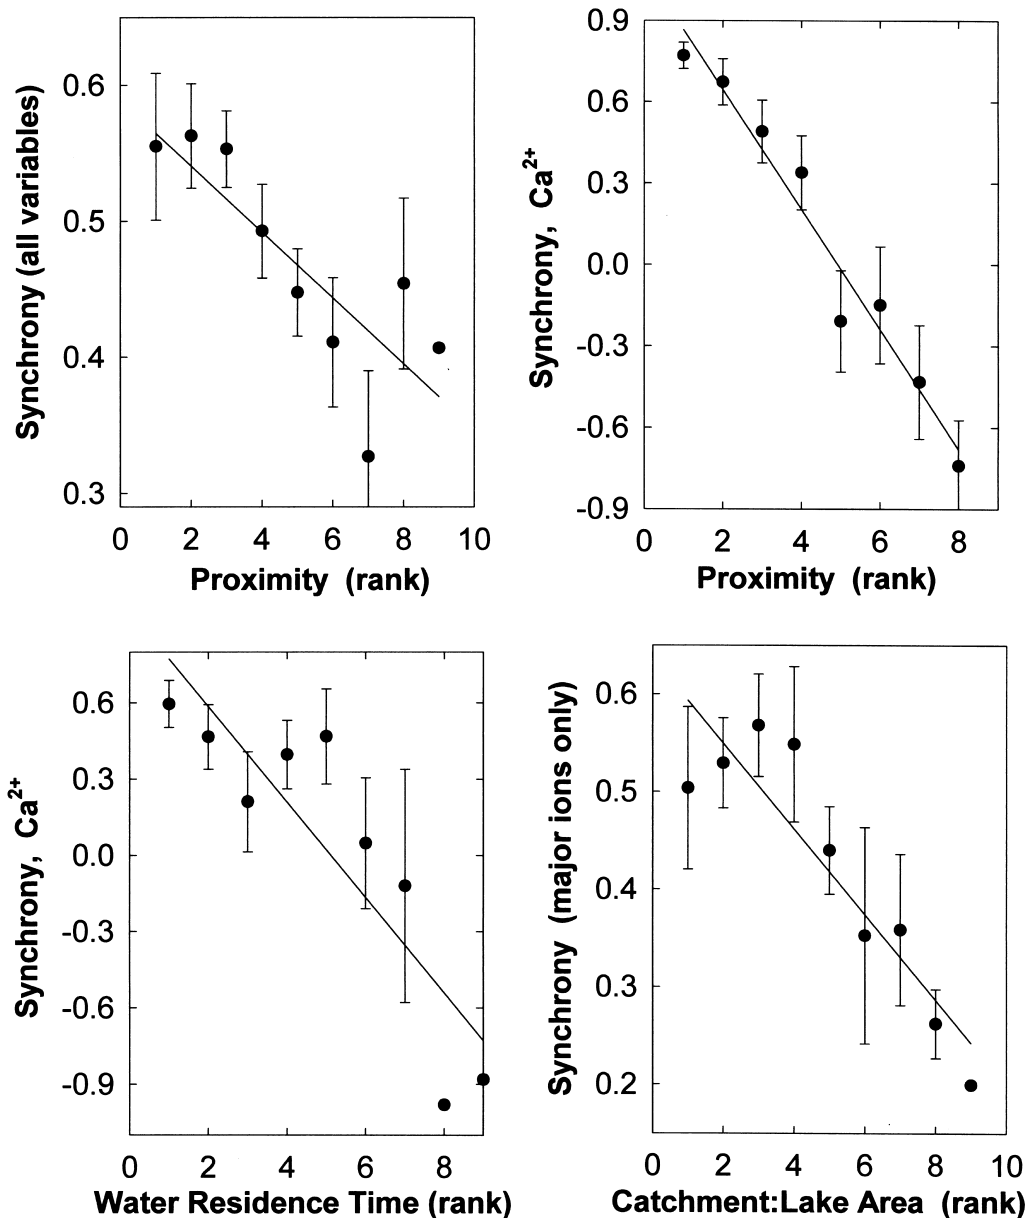 Synchrony (all variables)
0.6
0.5
0.4
0.3
0 2 4 6 8 10
Proximity (rank)
Synchrony, Ca2+
0.9
0.6
0.3
0.0
-0.3
-0.6
-0.9
0 2 4 6 8
Proximity (rank)
Synchrony, Ca2+
0.6
0.3
0.0
-0.3
-0.6
-0.9
0 2 4 6 8
Water Residence Time (rank)
Synchrony (major ions only)
0.6
0.5
0.4
0.3
0.2
0 2 4 6 8 10
Catchment:Lake Area (rank)